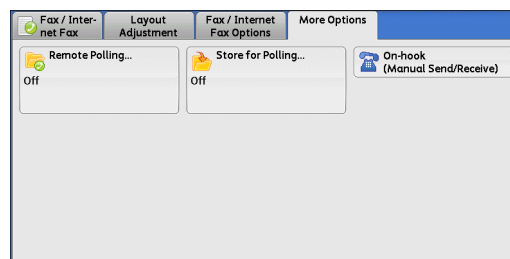 Fax / Inter-
net Fax
Layout
Adjustment
Fax / Internet
Fax Options
More Options
Remote Polling...
Off
Store for Polling...
Off
On-hook
(Manual Send/Receive)